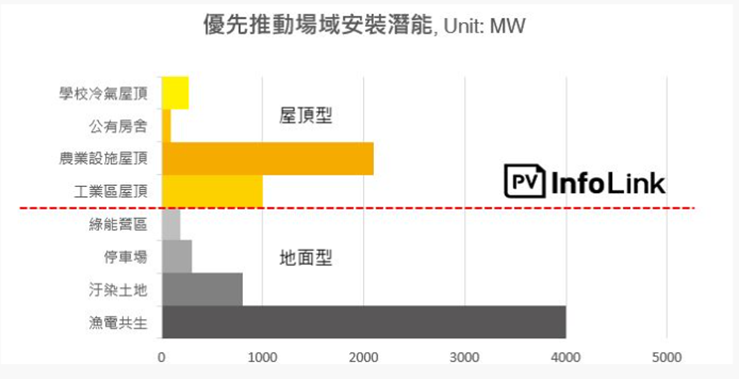 優先推動場域安裝潛能, Unit: MW
學校冷氣屋頂
公有房舍
屋頂型
農業設施屋頂
工業區屋頂
PV InfoLink
綠能營區
停車場
地面型
汙染土地
漁電共生
0 1000 2000 3000 4000 5000